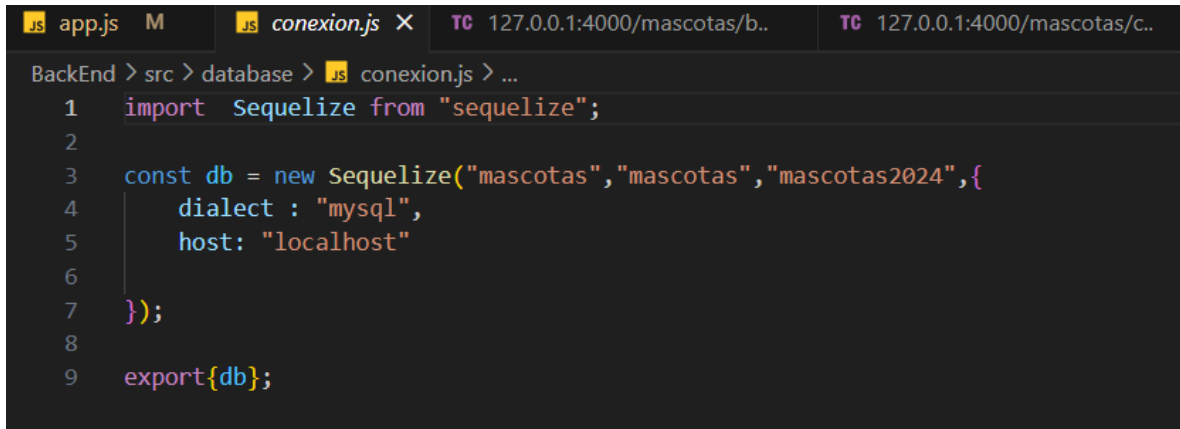 JS app.js M JS conexion.js × TC 127.0.0.1:4000/mascotas/b.. TC 127.0.0.1:4000/mascotas/c..
BackEnd > src > database > JS conexion.js > ...
1 import  Sequelize from "sequelize";
2
3 const db = new Sequelize("mascotas","mascotas","mascotas2024",{
4     dialect : "mysql",
5     host: "localhost"
6
7 });
8
9 export{db};